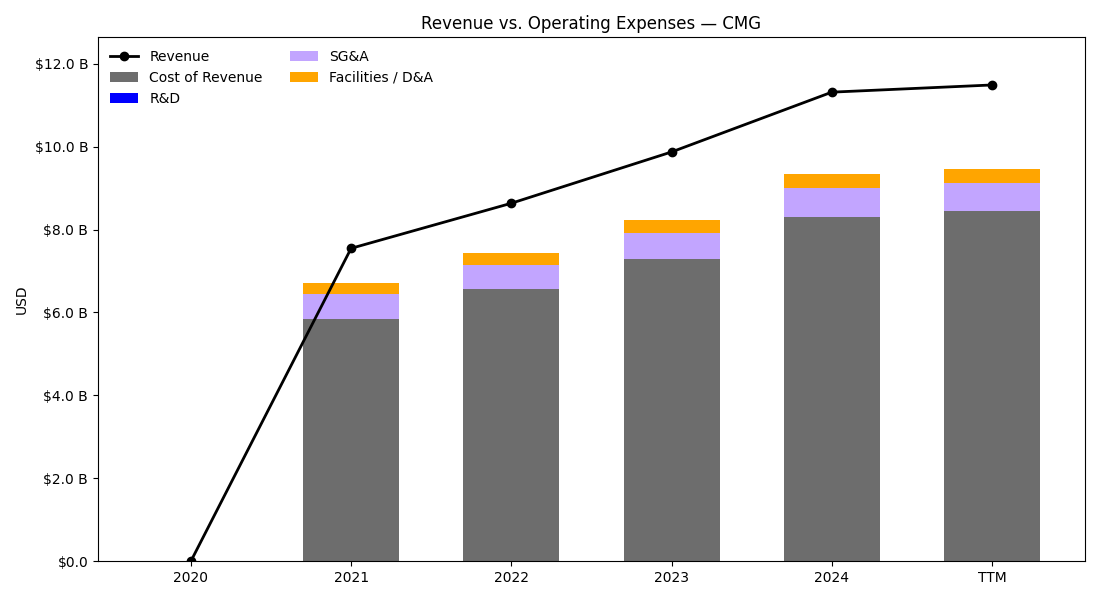 Revenue vs. Operating Expenses — CMG
Revenue
Cost of Revenue
R&D
SG&A
Facilities / D&A
USD
$12.0 B
$10.0 B
$8.0 B
$6.0 B
$4.0 B
$2.0 B
$0.0
2020 2021 2022 2023 2024 TTM